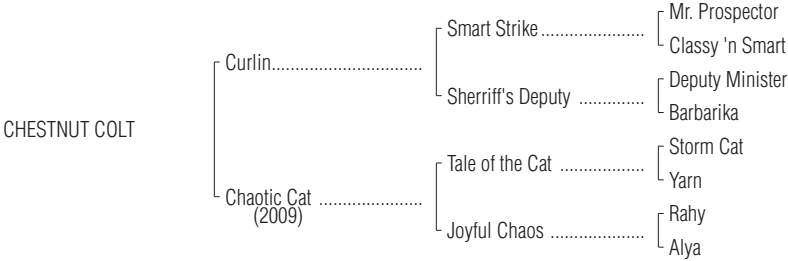 Mr. Prospector
Smart Strike.....................
Classy 'n Smart
Curlin..............................
Deputy Minister
Sherriff's Deputy .............
Barbarika
CHESTNUT COLT
Storm Cat
Tale of the Cat .................
Yarn
Chaotic Cat .....................
(2009)
Rahy
Joyful Chaos ...................
Alya